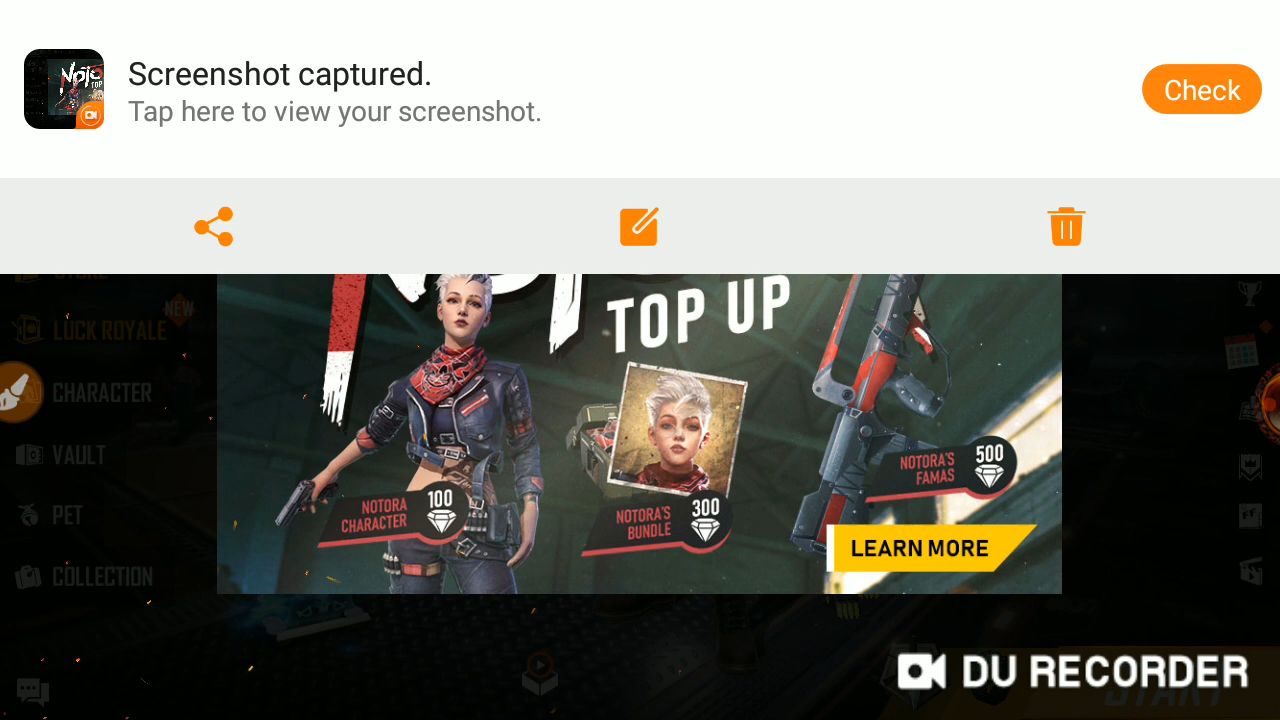 Screenshot captured.
Tap here to view your screenshot.
Check
TOP UP
NEW
LUCK ROYALE
CHARACTER
VAULT
PET
COLLECTION
NOTORA
CHARACTER
100
NOTORA'S
BUNDLE
300
NOTORA'S
FAMAS
500
LEARN MORE
DU RECORDER
START